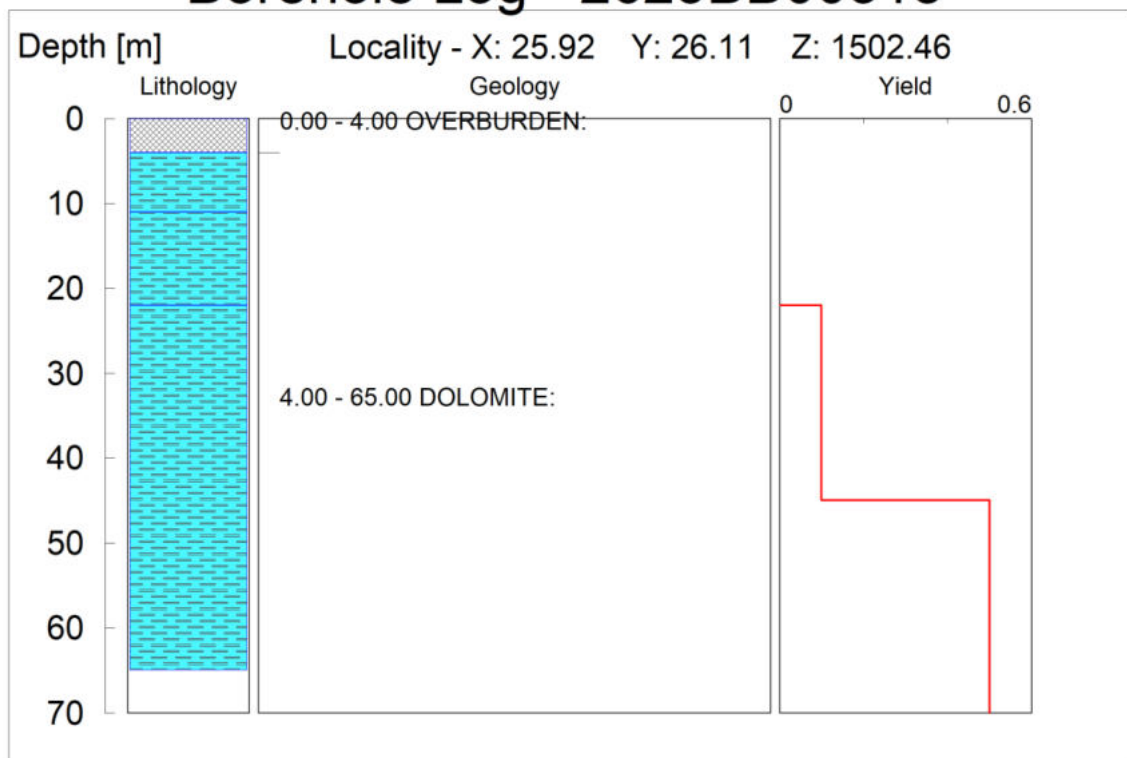 Depth [m]
Locality - X: 25.92 Y: 26.11 Z: 1502.46
Lithology
Geology
Yield
0
0.6
0
10
20
30
40
50
60
70
0.00 - 4.00 OVERBURDEN:
4.00 - 65.00 DOLOMITE: